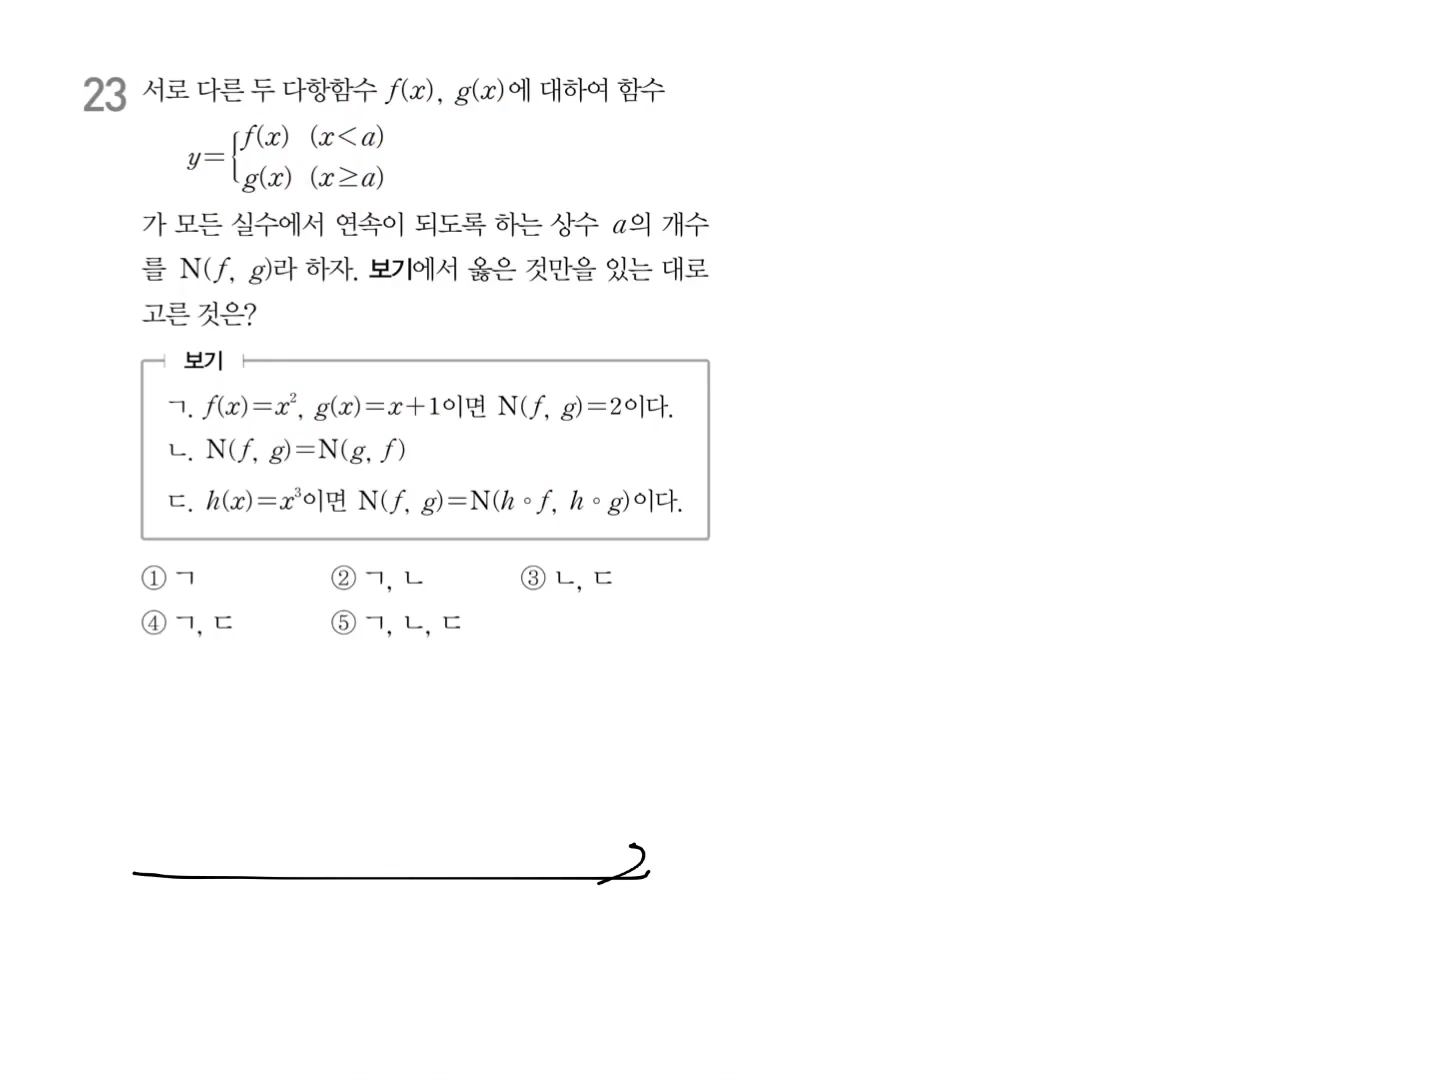 23 서로 다른 두 다항함수 f(x), g(x)에 대하여 함수
y={f(x) (x<a)
g(x) (x≥a)
가 모든 실수에서 연속이 되도록 하는 상수 a의 개수
를 N(f, g)라 하자. 보기에서 옳은 것만을 있는 대로
고른 것은?
보기
ㄱ. f(x)=x², g(x)=x+1이면 N(f, g)=2이다.
ㄴ. N(f, g)=N(g, f)
ㄷ. h(x)=x³이면 N(f, g)=N(h∘f, h∘g)이다.
① ㄱ ② ㄱ, ㄴ ③ ㄴ, ㄷ
④ ㄱ, ㄷ ⑤ ㄱ, ㄴ, ㄷ